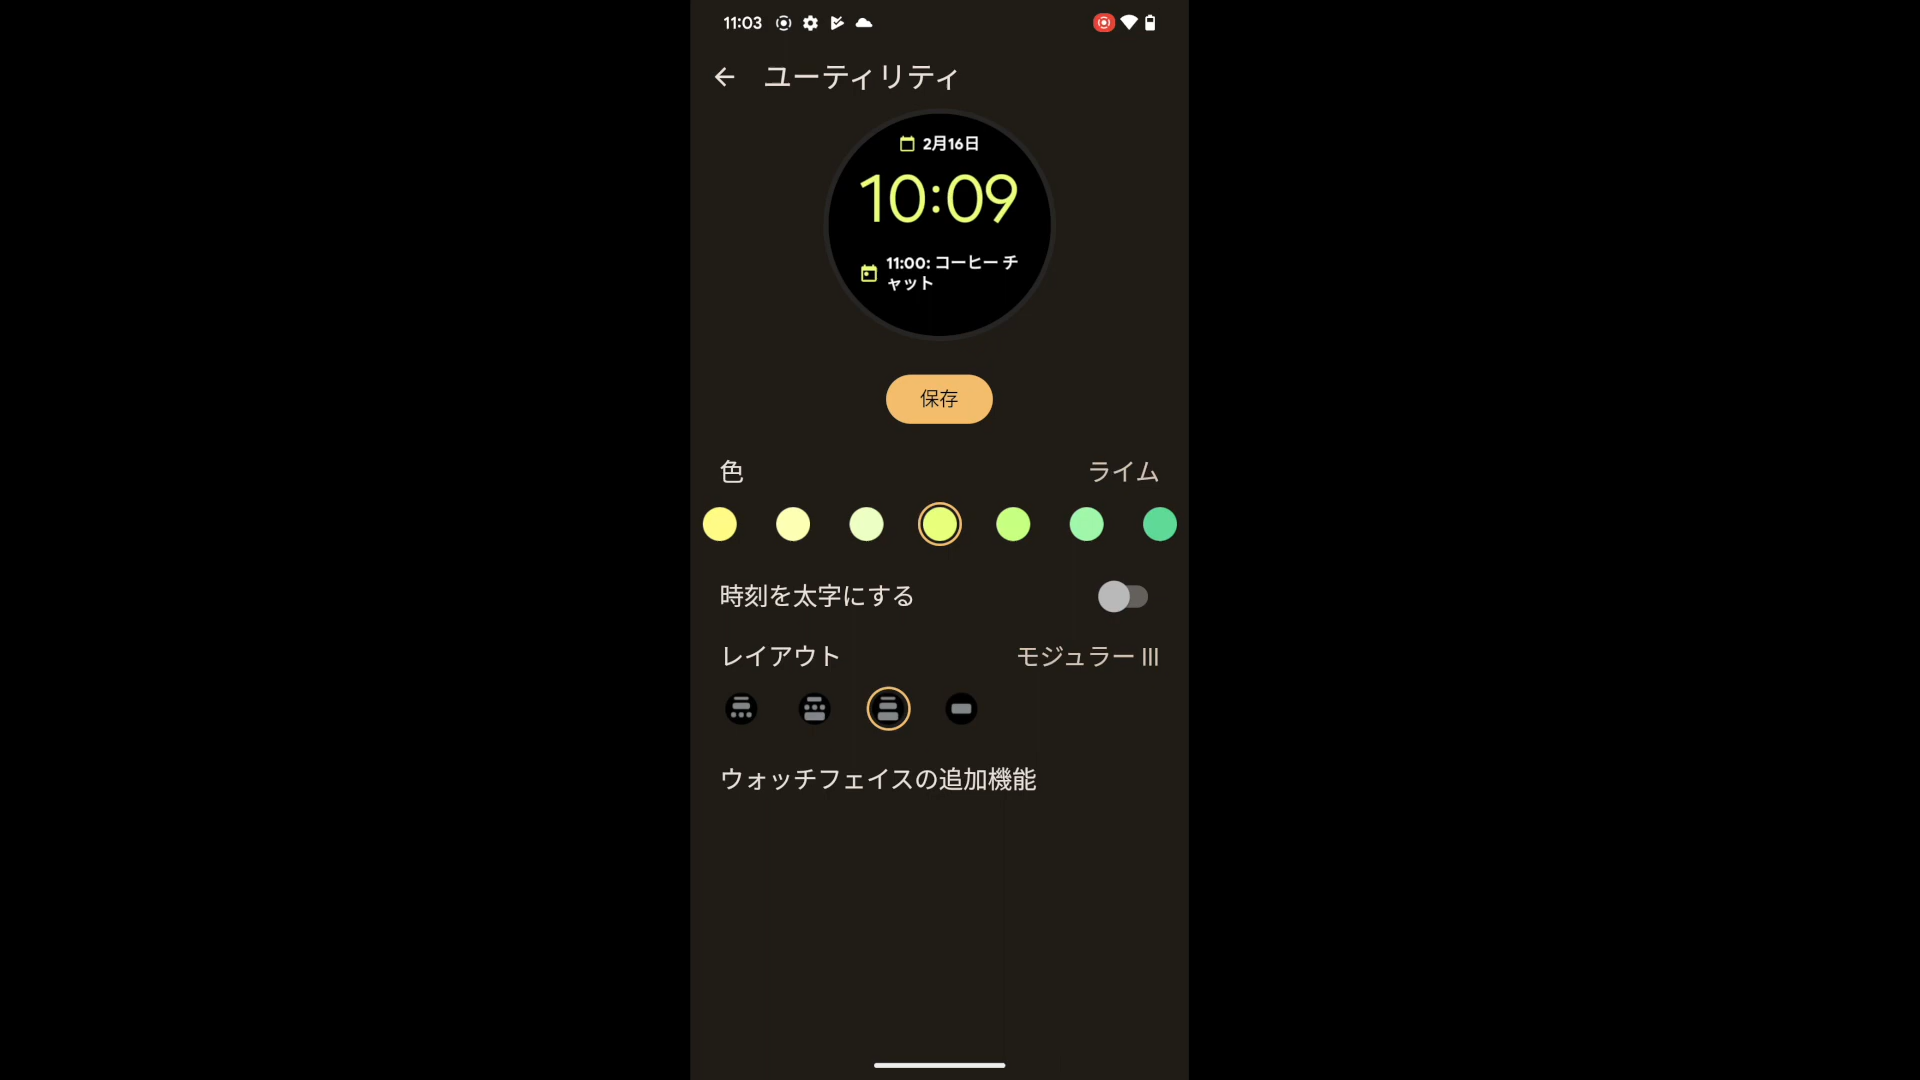 11:03
ユーティリティ
2月16日
10:09
11:00: コーヒー チ
ャット
保存
色
ライム
時刻を太字にする
レイアウト
モジュラー III
ウォッチフェイスの追加機能